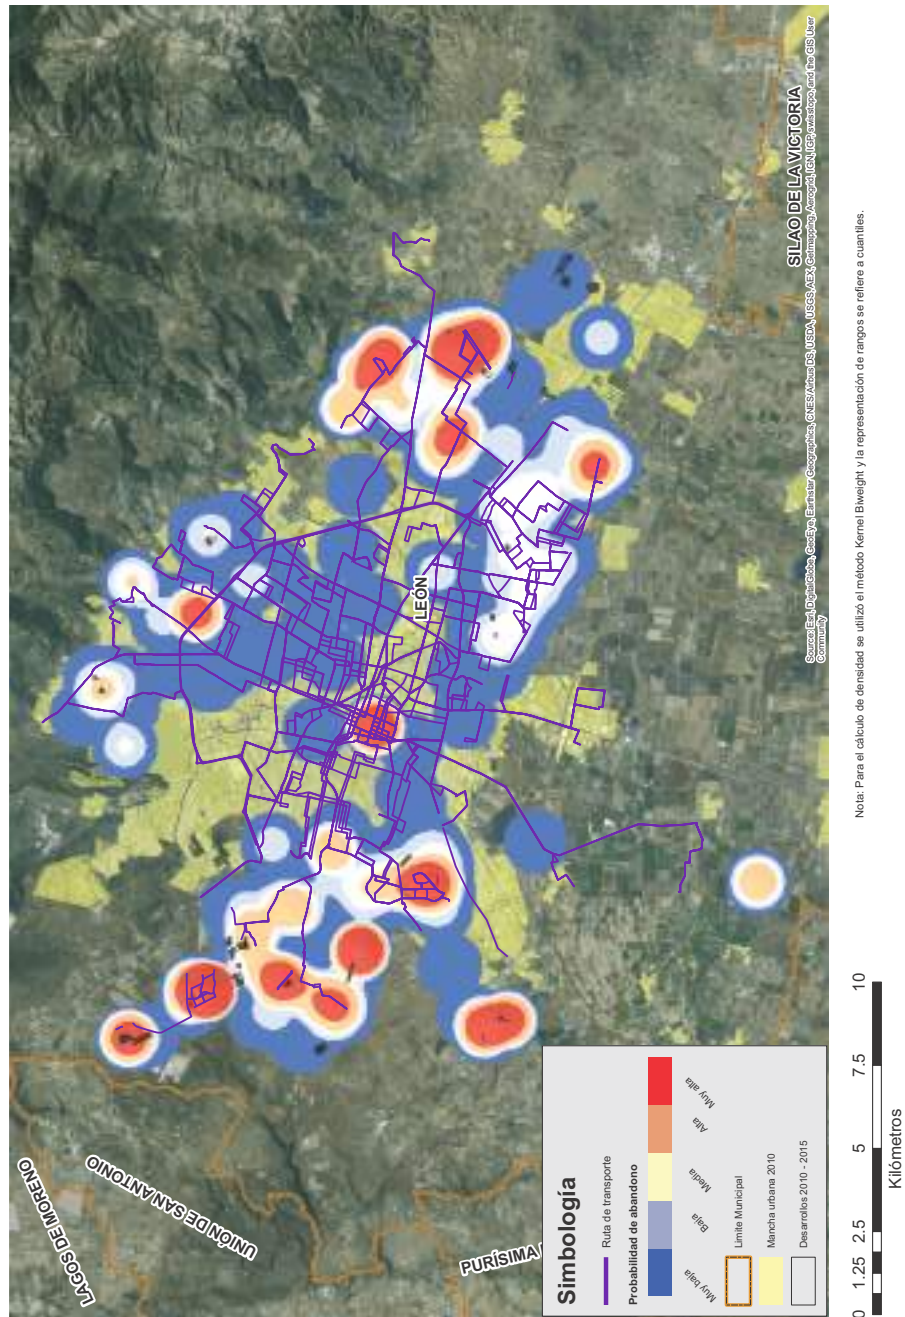 LAGOS DE MORENO
UNIÓN DE SAN ANTONIO
PURÍSIMA
LEÓN
SILAO DE LA VICTORIA
Source: Esri, DigitalGlobe, GeoEye, Earthstar Geographics, CNES/Airbus DS, USDA, USGS, AEX, Getmapping, Aerogrid, IGN, IGP, swisstopo, and the GIS User
Community
Simbología
Ruta de transporte
Probabilidad de abandono
Muy baja
Baja
Media
Alta
Muy alta
Límite Municipal
Mancha urbana 2010
Desarrollos 2010 - 2015
0 1.25 2.5 5 7.5 10
Kilómetros
Nota: Para el cálculo de densidad se utilizó el método Kernel Biweight y la representación de rangos se refiere a cuantiles.